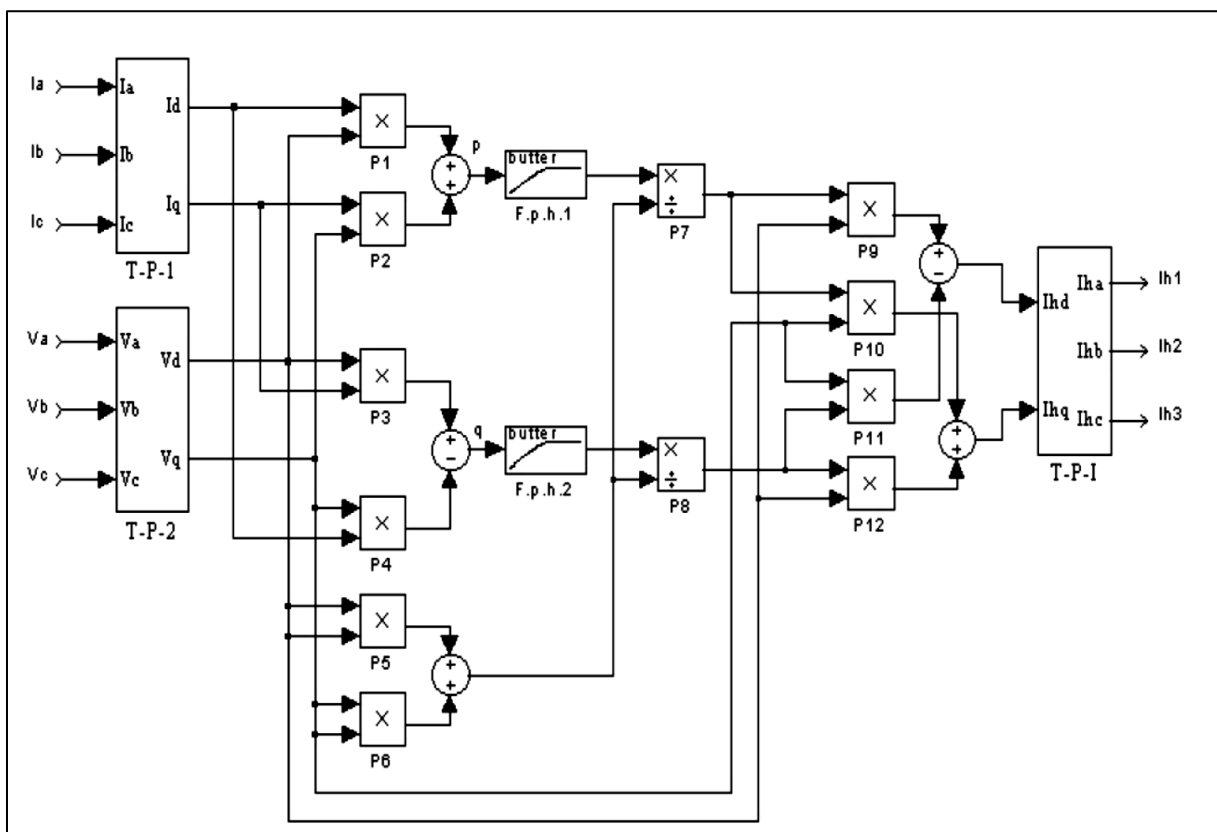 Ia
Ib
Ic
Ia
Ib
Ic
Id
Iq
T-P-1
Va
Vb
Vc
Va
Vb
Vc
Vd
Vq
T-P-2
×
P1
×
P2
×
P3
×
P4
×
P5
×
P6
+
+
p
butter
F.p.h.1
+
−
q
butter
F.p.h.2
+
+
×
÷
P7
×
÷
P8
×
P9
×
P10
×
P11
×
P12
+
−
+
+
Ihd
Ihq
Iha
Ihb
Ihc
T-P-I
Ih1
Ih2
Ih3